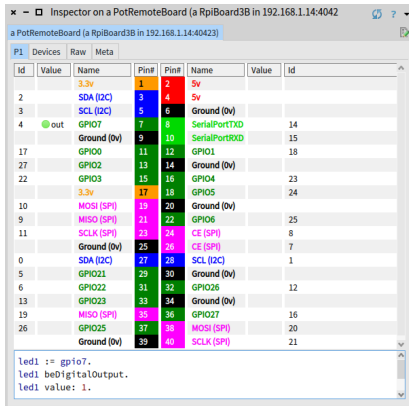 Inspector on a PotRemoteBoard (a RpiBoard3B in 192.168.1.14:4042
a PotRemoteBoard (a RpiBoard3B in 192.168.1.14:40423)
P1 Devices Raw Meta
Id Value Name Pin# Pin# Name Value Id
3.3v 1 2 5v
2 SDA (I2C) 3 4 5v
3 SCL (I2C) 5 6 Ground (0v)
4 out GPIO7 7 8 SerialPortTXD 14
Ground (0v) 9 10 SerialPortRXD 15
17 GPIO0 11 12 GPIO1 18
27 GPIO2 13 14 Ground (0v)
22 GPIO3 15 16 GPIO4 23
3.3v 17 18 GPIO5 24
10 MOSI (SPI) 19 20 Ground (0v)
9 MISO (SPI) 21 22 GPIO6 25
11 SCLK (SPI) 23 24 CE (SPI) 8
Ground (0v) 25 26 CE (SPI) 7
0 SDA (I2C) 27 28 SCL (I2C) 1
5 GPIO21 29 30 Ground (0v)
6 GPIO22 31 32 GPIO26 12
13 GPIO23 33 34 Ground (0v)
19 MISO (SPI) 35 36 GPIO27 16
26 GPIO25 37 38 MOSI (SPI) 20
Ground (0v) 39 40 SCLK (SPI) 21
led1 := gpio7.
led1 beDigitalOutput.
led1 value: 1.